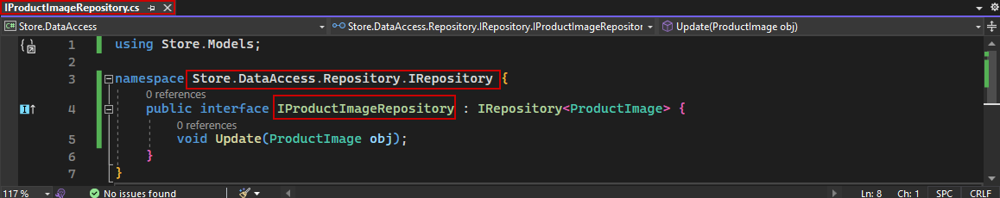 IProductImageRepository.cs
Store.DataAccess Store.DataAccess.Repository.IRepository.IProductImageRepositor Update(ProductImage obj)
1 using Store.Models;
2
3 namespace Store.DataAccess.Repository.IRepository {
0 references
4 public interface IProductImageRepository : IRepository<ProductImage> {
0 references
5 void Update(ProductImage obj);
6 }
7 }
117 % No issues found Ln: 8 Ch: 1 SPC CRLF